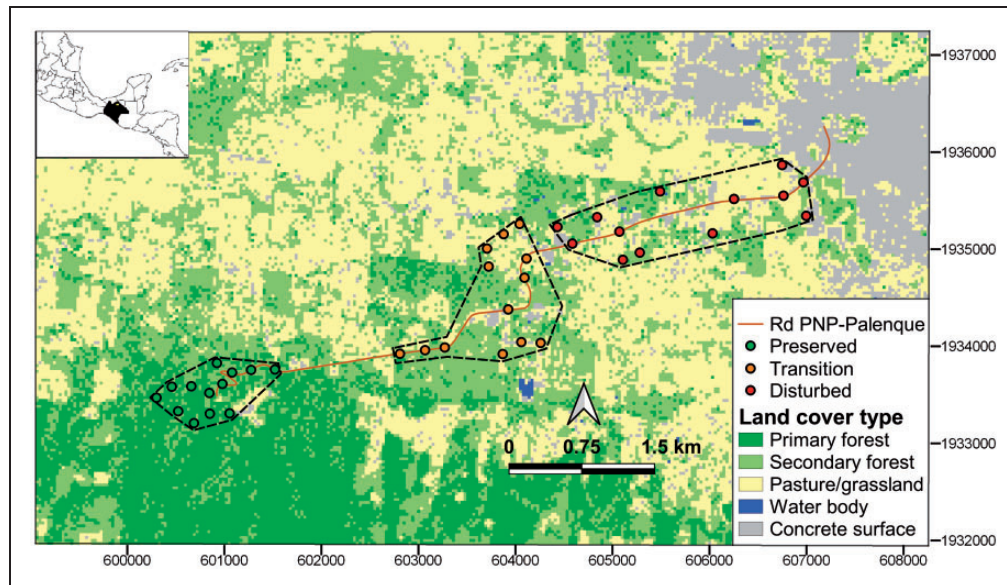 1937000
1936000
1935000
1934000
1933000
1932000
Rd PNP-Palenque
Preserved
Transition
Disturbed
Land cover type
Primary forest
Secondary forest
Pasture/grassland
Water body
Concrete surface
0 0.75 1.5 km
600000 601000 602000 603000 604000 605000 606000 607000 608000